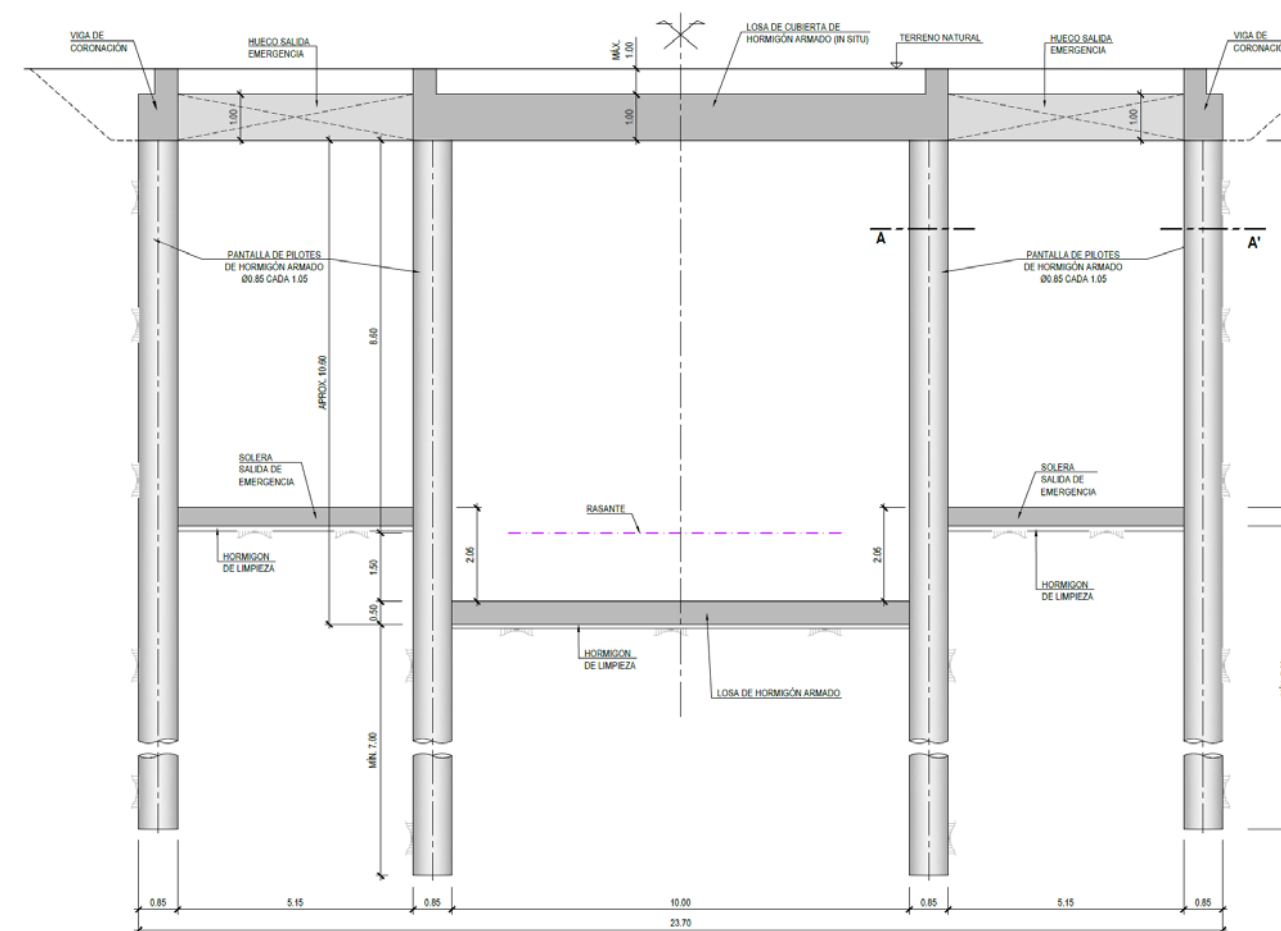 VIGA DE
CORONACIÓN
HUECO SALIDA
EMERGENCIA
MÁX.
1.00
LOSA DE CUBIERTA DE
HORMIGÓN ARMADO (IN SITU)
TERRENO NATURAL
HUECO SALIDA
EMERGENCIA
VIGA DE
CORONACIÓ
1.00
1.00
1.00
A
A'
PANTALLA DE PILOTES
DE HORMIGÓN ARMADO
Ø0.85 CADA 1.05
PANTALLA DE PILOTES
DE HORMIGÓN ARMADO
Ø0.85 CADA 1.05
8.60
APROX. 10.60
SOLERA
SALIDA DE
EMERGENCIA
SOLERA
SALIDA DE
EMERGENCIA
RASANTE
2.05
2.05
HORMIGON
DE LIMPIEZA
1.50
HORMIGON
DE LIMPIEZA
0.50
HORMIGON
DE LIMPIEZA
LOSA DE HORMIGÓN ARMADO
MÍN. 7.00
0.85
5.15
0.85
10.00
0.85
5.15
0.85
23.70